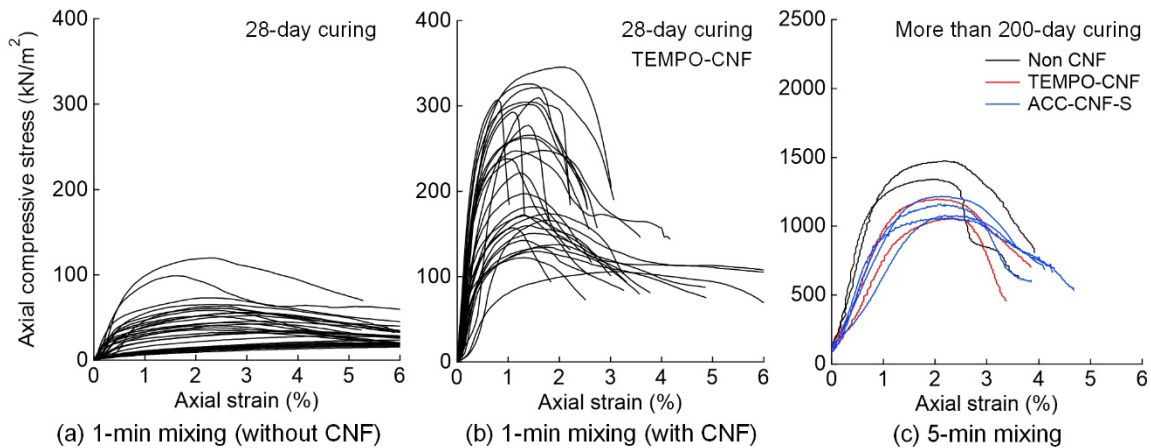 Axial compressive stress (kN/m²)
400
300
200
100
0
28-day curing
0 1 2 3 4 5 6
Axial strain (%)
(a) 1-min mixing (without CNF)
400
300
200
100
0
28-day curing
TEMPO-CNF
0 1 2 3 4 5 6
Axial strain (%)
(b) 1-min mixing (with CNF)
2500
2000
1500
1000
500
0
More than 200-day curing
Non CNF
TEMPO-CNF
ACC-CNF-S
0 1 2 3 4 5 6
Axial strain (%)
(c) 5-min mixing